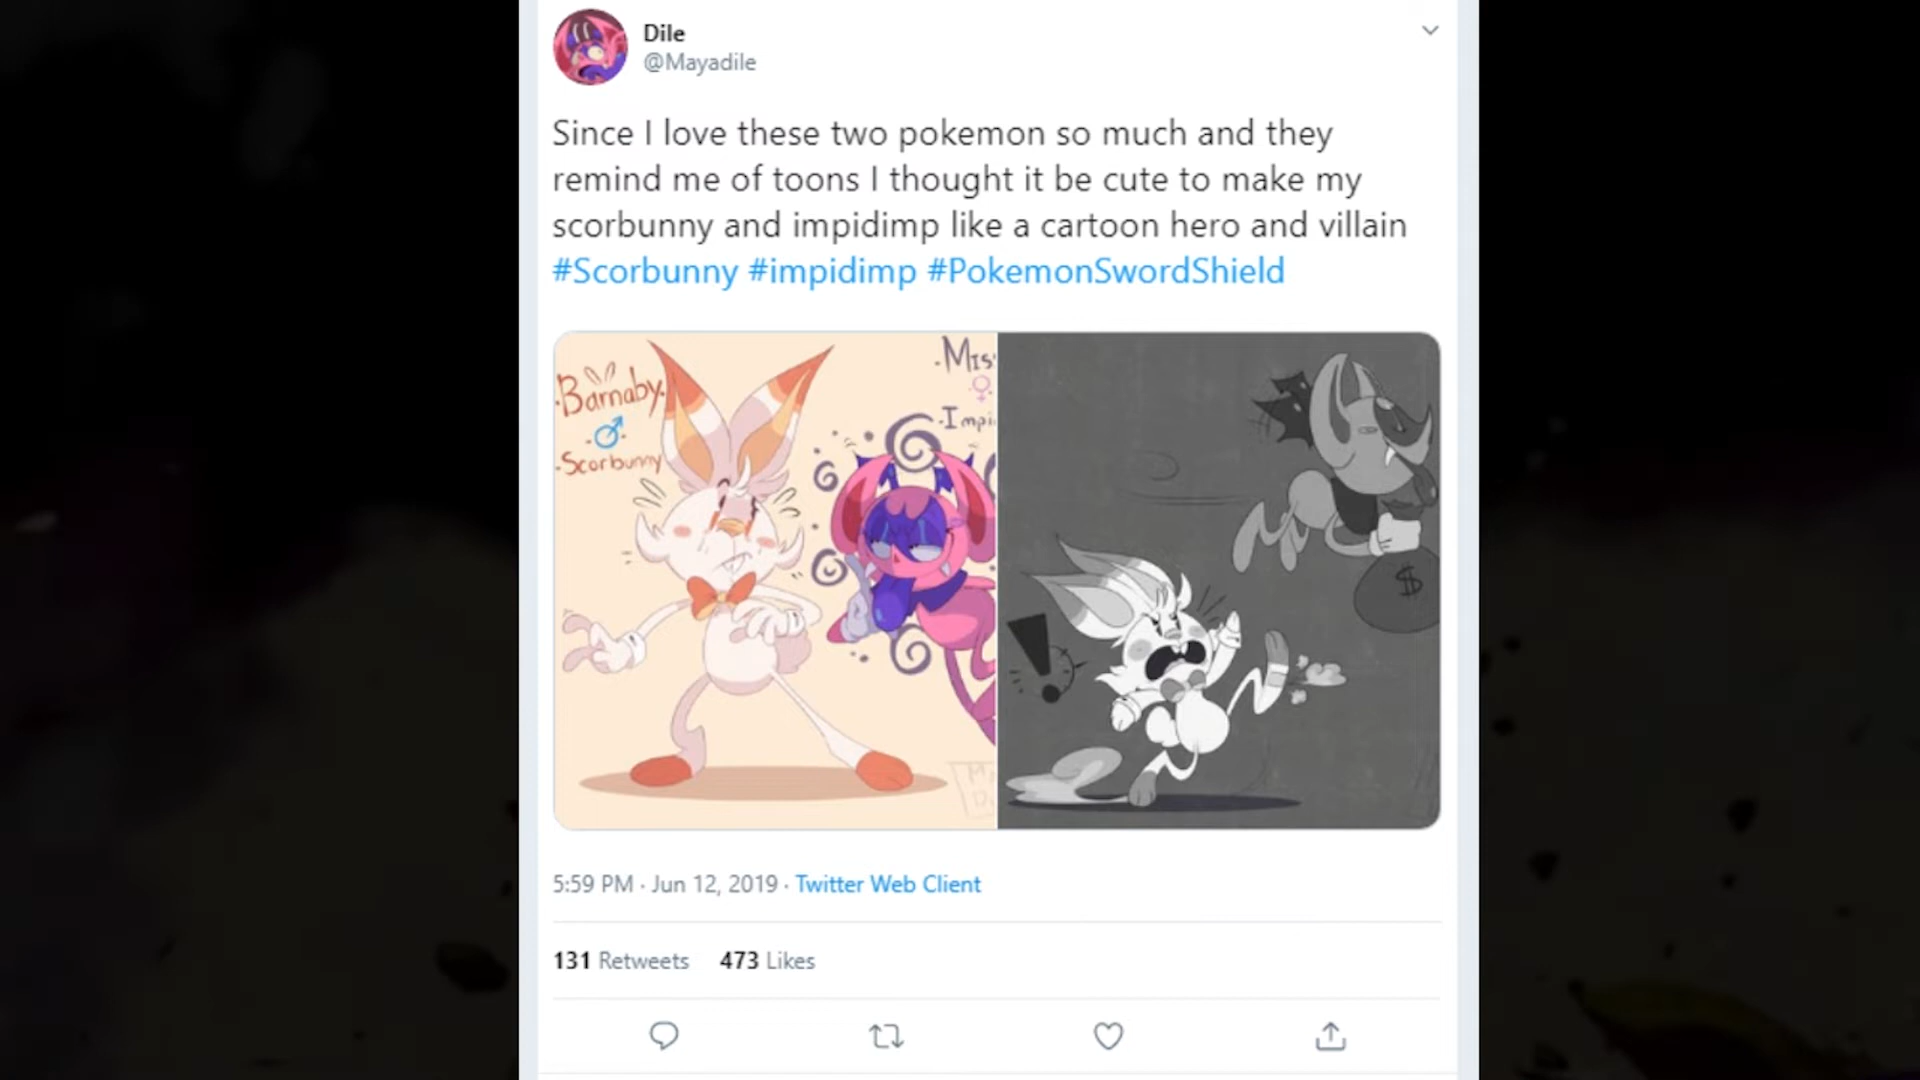 Dile
@Mayadile
Since I love these two pokemon so much and they
remind me of toons I thought it be cute to make my
scorbunny and impidimp like a cartoon hero and villain
#Scorbunny #impidimp #PokemonSwordShield
·Barnaby·
·♂·
·Scorbunny
·Mis
·♀·
·Impi
$
5:59 PM · Jun 12, 2019 · Twitter Web Client
131 Retweets 473 Likes